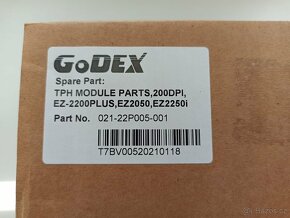 GoDEX
Spare Part:
TPH MODULE PARTS,200DPI,
EZ-2200PLUS,EZ2050,EZ2250i
Part No. 021-22P005-001
T7BV00520210118